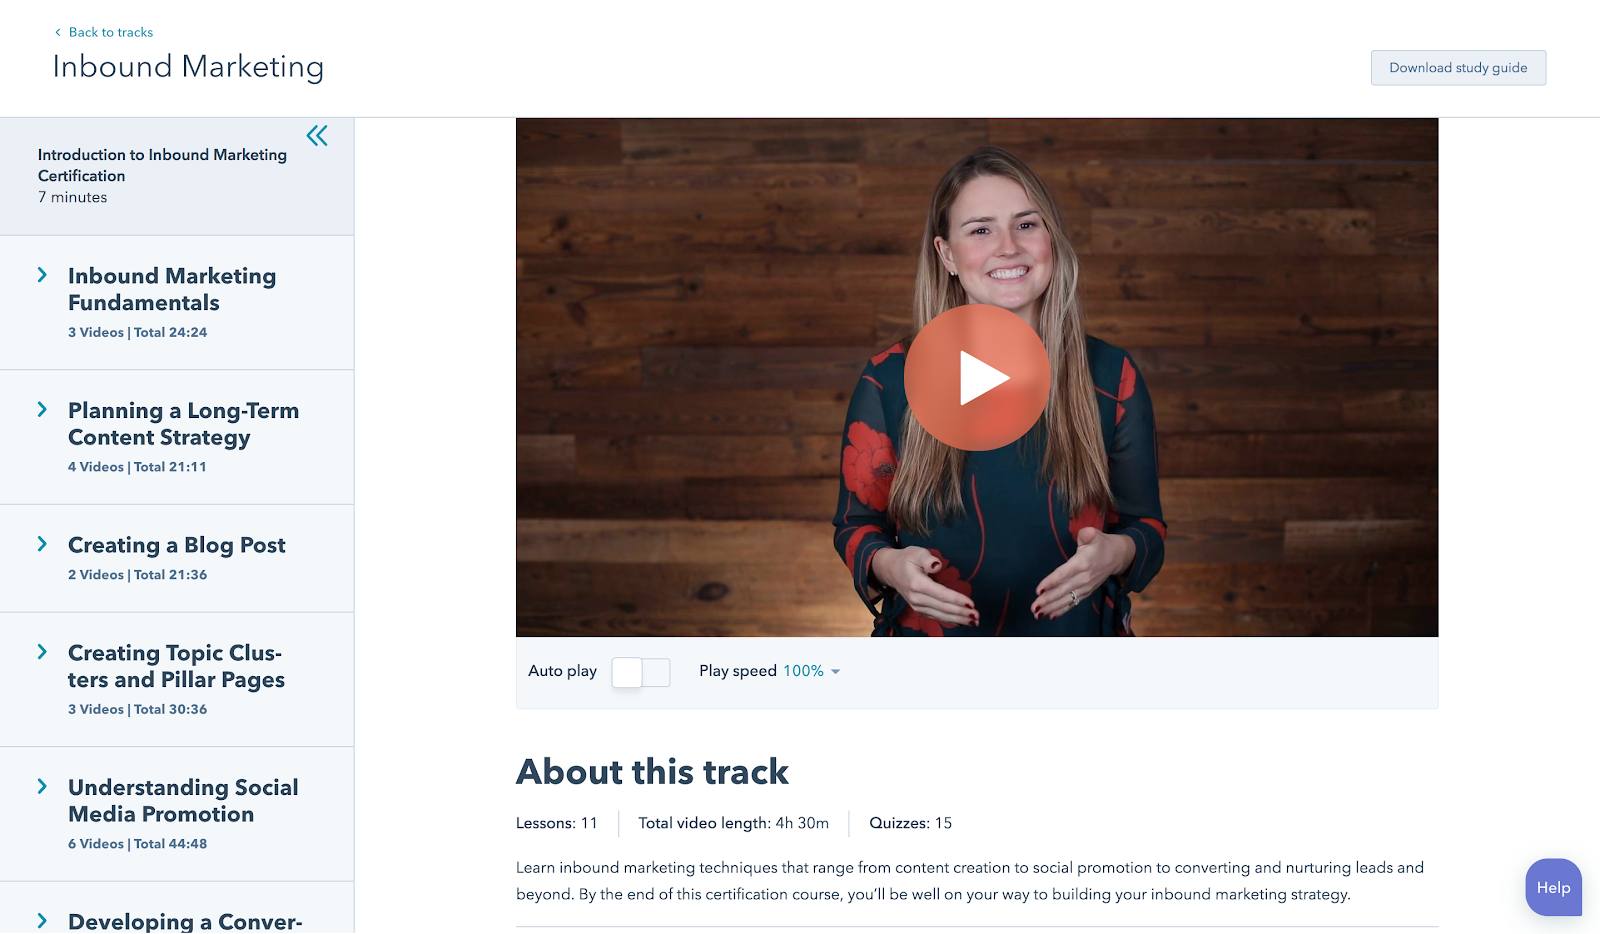 Back to tracks
Inbound Marketing
Download study guide
Introduction to Inbound Marketing
Certification
7 minutes
Inbound Marketing
Fundamentals
3 Videos | Total 24:24
Planning a Long-Term
Content Strategy
4 Videos | Total 21:11
Creating a Blog Post
2 Videos | Total 21:36
Creating Topic Clus-
ters and Pillar Pages
3 Videos | Total 30:36
Understanding Social
Media Promotion
6 Videos | Total 44:48
Developing a Conver-
Auto play
Play speed 100%
About this track
Lessons: 11
Total video length: 4h 30m
Quizzes: 15
Learn inbound marketing techniques that range from content creation to social promotion to converting and nurturing leads and
beyond. By the end of this certification course, you’ll be well on your way to building your inbound marketing strategy.
Help